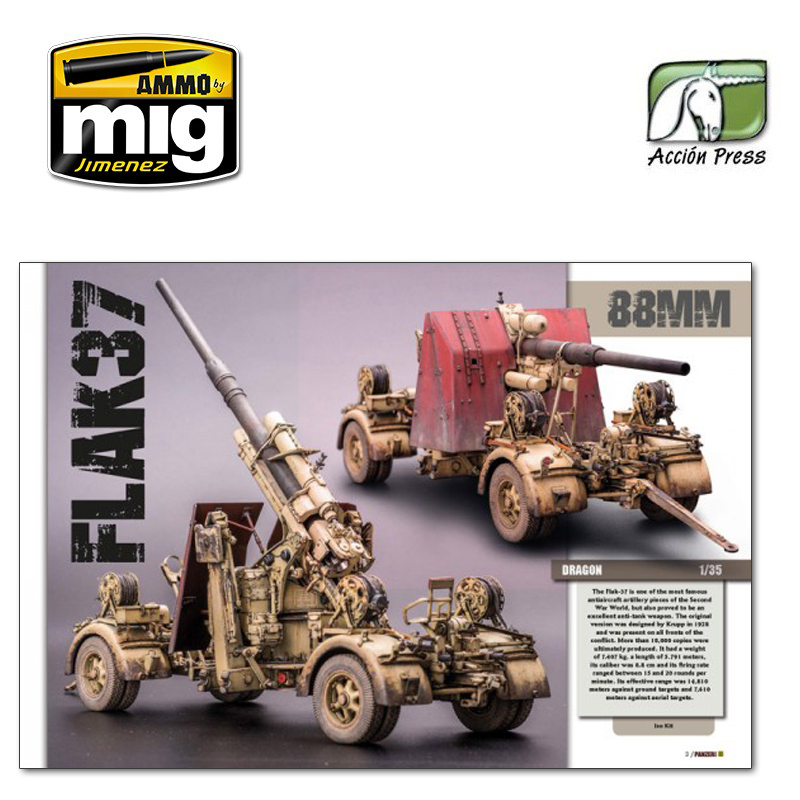 AMMO by
mig
Jimenez
Acción Press
FLAK37
88MM
DRAGON 1/35
The Flak-37 is one of the most famous
antiaircraft artillery pieces of the Second
War World, but also proved to be an
excellent anti-tank weapon. The original
version was designed by Krupp in 1928
and was present on all fronts of the
conflict. More than 18,000 copies were
ultimately produced. It had a weight
of 7.407 kg, a length of 5.791 meters,
its caliber was 8.8 cm and its firing rate
ranged between 15 and 20 rounds per
minute. Its effective range was 14,810
meters against ground targets and 7,610
meters against aerial targets.
3 / PANZER